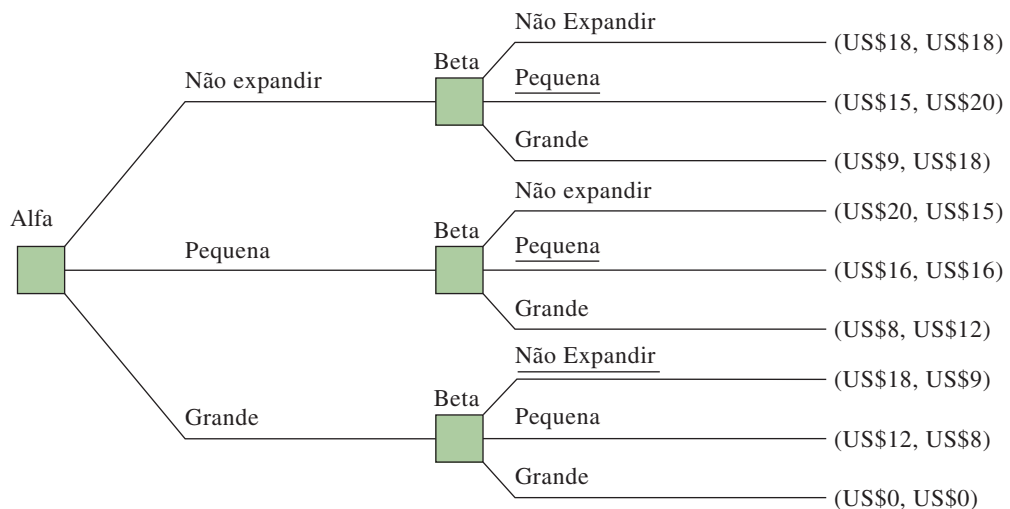 Não Expandir
(US$18, US$18)
Beta
Pequena
Não expandir
(US$15, US$20)
Grande
(US$9, US$18)
Não expandir
(US$20, US$15)
Alfa
Beta
Pequena
Pequena
(US$16, US$16)
Grande
(US$8, US$12)
Não Expandir
(US$18, US$9)
Beta
Grande
Pequena
(US$12, US$8)
Grande
(US$0, US$0)